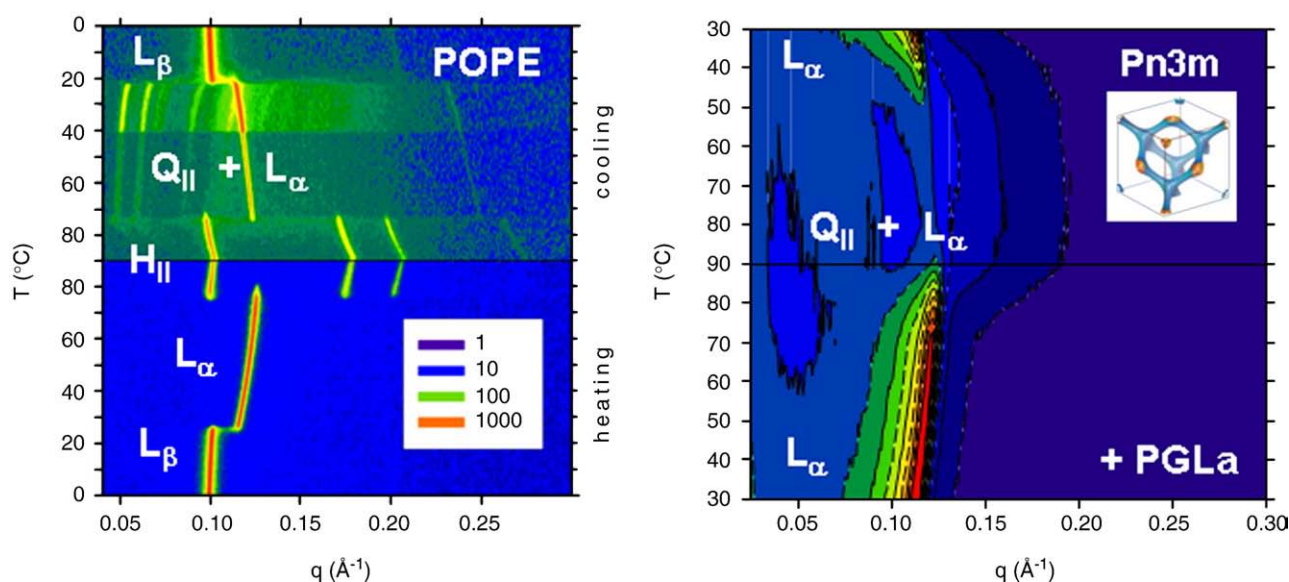 POPE
Lβ
QII + Lα
HII
Lα
Lβ
1
10
100
1000
0
20
40
60
80
80
60
40
20
0
T (°C)
0.05 0.10 0.15 0.20 0.25
q (Å-1)
cooling
heating
Pn3m
Lα
QII + Lα
Lα
+ PGLa
30
40
50
60
70
80
90
80
70
60
50
40
30
T (°C)
0.05 0.10 0.15 0.20 0.25 0.30
q (Å-1)